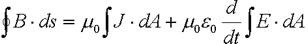 ∮B · ds = μ₀∫J · dA + μ₀ε₀ d/dt ∫E · dA